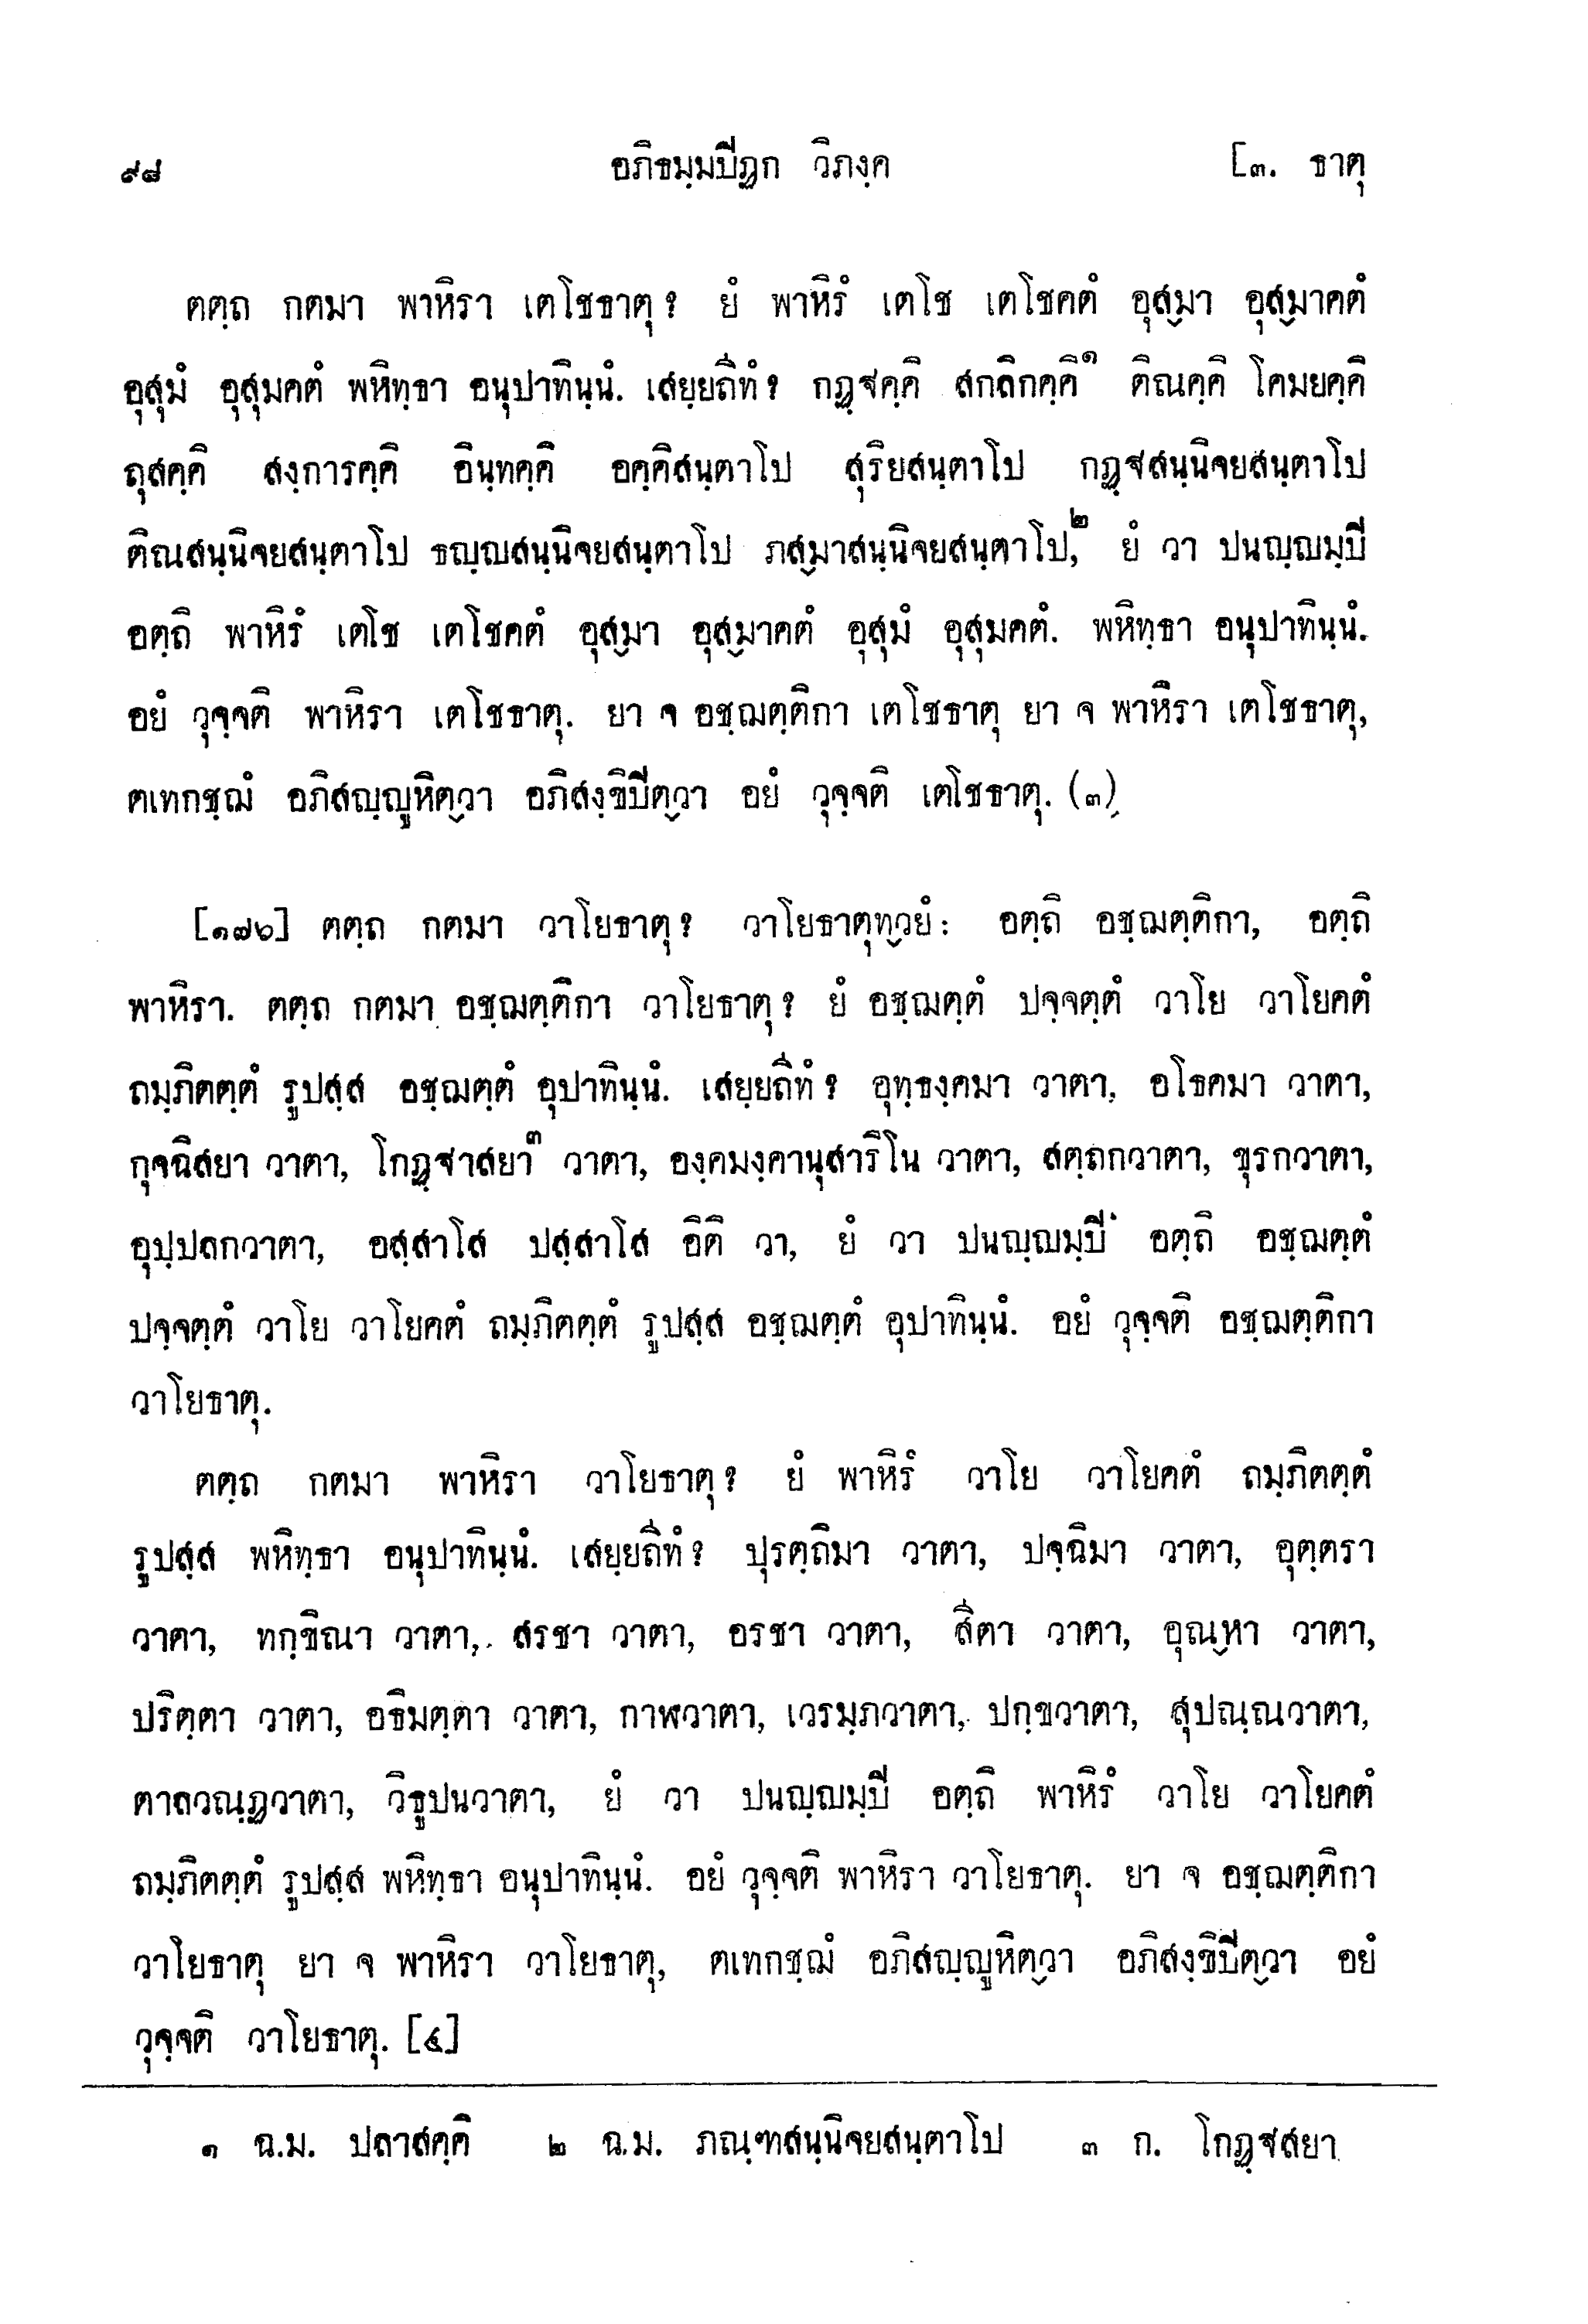 ๙๘ อภิธมฺมปิฏก วิภงฺค [๓. ธาตุ
ตตฺถ กตมา พาหิรา เตโชธาตุ? ยํ พาหิรํ เตโช เตโชคตํ อุสฺมา อุสฺมาคตํ
อุสุมํ อุสุมคตํ พหิทฺธา อนุปาทินฺนํ. เสยฺยถีทํ? กฏฺฐคฺคิ สกลิกคฺคิ๑ ติณคฺคิ โคมยคฺคิ
ถุสคฺคิ สงฺการคฺคิ อินฺทคฺคิ อคฺคิสนฺตาโป สุริยสนฺตาโป กฏฺฐสนฺนิจยสนฺตาโป
ติณสนฺนิจยสนฺตาโป ธญฺญสนฺนิจยสนฺตาโป ภสฺมาสนฺนิจยสนฺตาโป,๒ ยํ วา ปนญฺญมฺปิ
อตฺถิ พาหิรํ เตโช เตโชคตํ อุสฺมา อุสฺมาคตํ อุสุมํ อุสุมคตํ. พหิทฺธา อนุปาทินฺนํ.
อยํ วุจฺจติ พาหิรา เตโชธาตุ. ยา จ อชฺฌตฺติกา เตโชธาตุ ยา จ พาหิรา เตโชธาตุ,
ตเทกชฺฌํ อภิสญฺญูหิตฺวา อภิสงฺขิปิตฺวา อยํ วุจฺจติ เตโชธาตุ. (๓)
[๑๗๖] ตตฺถ กตมา วาโยธาตุ? วาโยธาตุทฺวยํ: อตฺถิ อชฺฌตฺติกา, อตฺถิ
พาหิรา. ตตฺถ กตมา อชฺฌตฺติกา วาโยธาตุ? ยํ อชฺฌตฺตํ ปจฺจตฺตํ วาโย วาโยคตํ
ถมฺภิตตฺตํ รูปสฺส อชฺฌตฺตํ อุปาทินฺนํ. เสยฺยถีทํ? อุทฺธงฺคมา วาตา, อโธคมา วาตา,
กุจฉิสยา วาตา, โกฏฺฐาสยา๓ วาตา, องฺคมงฺคานุสาริโน วาตา, สตฺถกวาตา, ขุรกวาตา,
อุปฺปลกวาตา, อสฺสาโส ปสฺสาโส อิติ วา, ยํ วา ปนญฺญมฺปิ อตฺถิ อชฺฌตฺตํ
ปจฺจตฺตํ วาโย วาโยคตํ ถมฺภิตตฺตํ รูปสฺส อชฺฌตฺตํ อุปาทินฺนํ. อยํ วุจฺจติ อชฺฌตฺติกา
วาโยธาตุ.
ตตฺถ กตมา พาหิรา วาโยธาตุ? ยํ พาหิรํ วาโย วาโยคตํ ถมฺภิตตฺตํ
รูปสฺส พหิทฺธา อนุปาทินฺนํ. เสยฺยถีทํ? ปุรตฺถิมา วาตา, ปจฺฉิมา วาตา, อุตฺตรา
วาตา, ทกฺขิณา วาตา, สรชา วาตา, อรชา วาตา, สีตา วาตา, อุณฺหา วาตา,
ปริตฺตา วาตา, อธิมตฺตา วาตา, กาฬวาตา, เวรมฺภวาตา, ปกฺขวาตา, สุปณฺณวาตา,
ตาลวณฺฏวาตา, วิธูปนวาตา, ยํ วา ปนญฺญมฺปิ อตฺถิ พาหิรํ วาโย วาโยคตํ
ถมฺภิตตฺตํ รูปสฺส พหิทฺธา อนุปาทินฺนํ. อยํ วุจฺจติ พาหิรา วาโยธาตุ. ยา จ อชฺฌตฺติกา
วาโยธาตุ ยา จ พาหิรา วาโยธาตุ, ตเทกชฺฌํ อภิสญฺญูหิตฺวา อภิสงฺขิปิตฺวา อยํ
วุจฺจติ วาโยธาตุ. [๔]
๑ ฉ.ม. ปลาสคฺคิ ๒ ฉ.ม. ภณฺฑสนฺนิจยสนฺตาโป ๓ ก. โกฏฺฐสยา